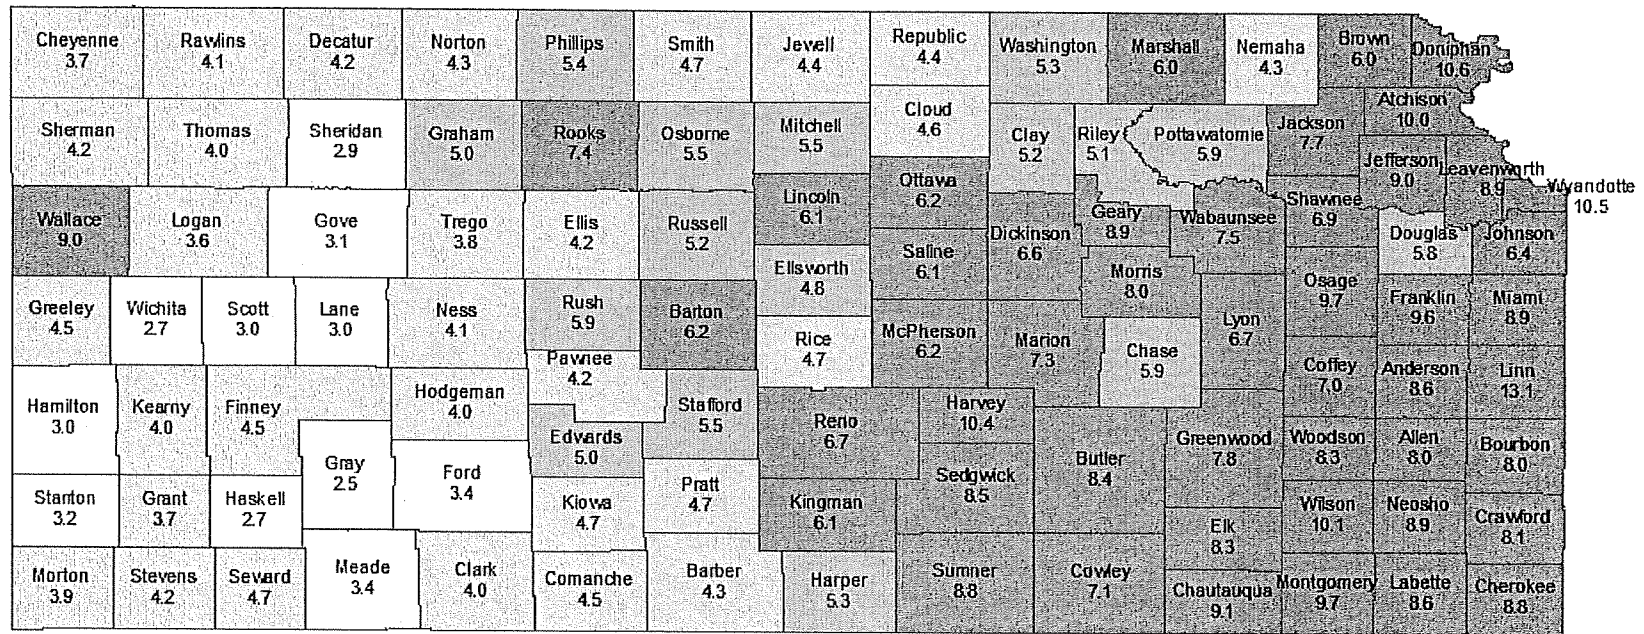 Cheyenne
3.7
Rawlins
4.1
Decatur
4.2
Norton
4.3
Phillips
5.4
Smith
4.7
Jewell
4.4
Republic
4.4
Washington
5.3
Marshall
6.0
Nemaha
4.3
Brown
6.0
Doniphan
10.6
Sherman
4.2
Thomas
4.0
Sheridan
2.9
Graham
5.0
Rooks
7.4
Osborne
5.5
Mitchell
5.5
Cloud
4.6
Clay
5.2
Riley
5.1
Pottawatomie
5.9
Jackson
7.7
Atchison
10.0
Jefferson
9.0
Leavenworth
8.9
Wyandotte
10.5
Wallace
9.0
Logan
3.6
Gove
3.1
Trego
3.8
Ellis
4.2
Russell
5.2
Lincoln
6.1
Ottawa
6.2
Saline
6.1
Dickinson
6.6
Geary
8.9
Wabaunsee
7.5
Shawnee
6.9
Douglas
5.8
Johnson
6.4
Ellsworth
4.8
Morris
8.0
Osage
9.7
Franklin
9.6
Miami
8.9
Greeley
4.5
Wichita
2.7
Scott
3.0
Lane
3.0
Ness
4.1
Rush
5.9
Barton
6.2
Rice
4.7
McPherson
6.2
Marion
7.3
Chase
5.9
Lyon
6.7
Coffey
7.0
Anderson
8.6
Linn
13.1
Pawnee
4.2
Hamilton
3.0
Kearny
4.0
Finney
4.5
Hodgeman
4.0
Stafford
5.5
Edwards
5.0
Reno
6.7
Harvey
10.4
Butler
8.4
Greenwood
7.8
Woodson
8.3
Allen
8.0
Bourbon
8.0
Gray
2.5
Ford
3.4
Kiowa
4.7
Pratt
4.7
Kingman
6.1
Sedgwick
8.5
Stanton
3.2
Grant
3.7
Haskell
2.7
Elk
8.3
Wilson
10.1
Neosho
8.9
Crawford
8.1
Morton
3.9
Stevens
4.2
Seward
4.7
Meade
3.4
Clark
4.0
Comanche
4.5
Barber
4.3
Harper
5.3
Sumner
8.8
Cowley
7.1
Chautauqua
9.1
Montgomery
9.7
Labette
8.6
Cherokee
8.8